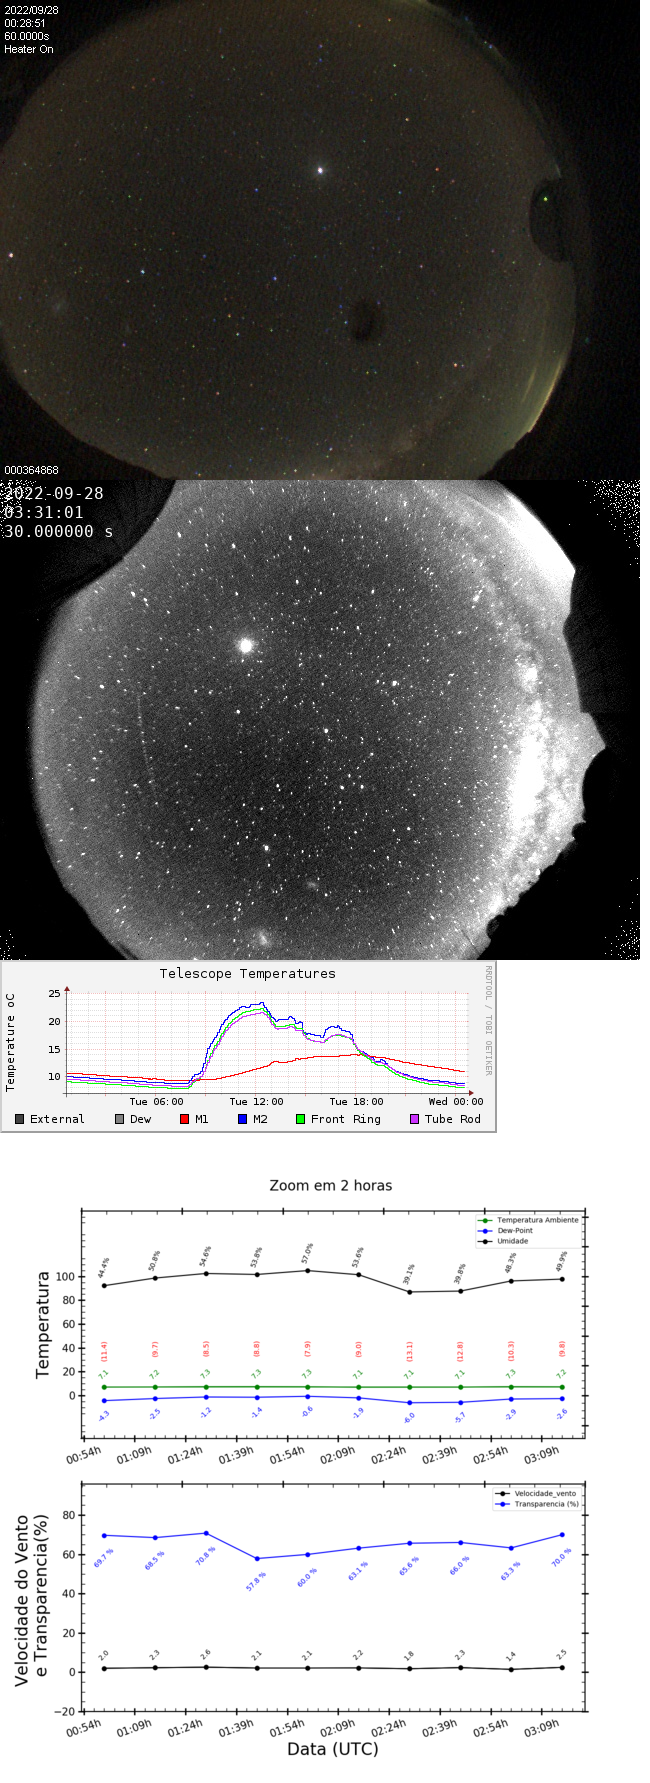 2022/09/28
00:28:51
60.0000s
Heater On
000364868
2022-09-28
03:31:01
30.000000 s
Telescope Temperatures
RRDTOOL / TOBI OETIKER
Temperature oC
25
20
15
10
Tue 06:00 Tue 12:00 Tue 18:00 Wed 00:00
External Dew M1 M2 Front Ring Tube Rod
Zoom em 2 horas
Temperatura Ambiente
Dew-Point
Umidade
Temperatura
100
80
60
40
20
0
44.4% 50.8% 54.6% 53.8% 57.0% 53.6% 39.1% 39.8% 48.3% 49.9%
(11.4) (9.7) (8.5) (8.8) (7.9) (9.0) (13.1) (12.8) (10.3) (9.8)
7.1 7.2 7.3 7.3 7.3 7.1 7.1 7.1 7.3 7.2
-4.3 -2.5 -1.2 -1.4 -0.6 -1.9 -6.0 -5.7 -2.9 -2.6
00:54h 01:09h 01:24h 01:39h 01:54h 02:09h 02:24h 02:39h 02:54h 03:09h
Velocidade_vento
Transparencia (%)
Velocidade do Vento
e Transparencia(%)
80
60
40
20
0
−20
69.7 % 68.5 % 70.8 % 57.8 % 60.0 % 63.1 % 65.6 % 66.0 % 63.3 % 70.0 %
2.0 2.3 2.6 2.1 2.1 2.2 1.8 2.3 1.4 2.5
00:54h 01:09h 01:24h 01:39h 01:54h 02:09h 02:24h 02:39h 02:54h 03:09h
Data (UTC)